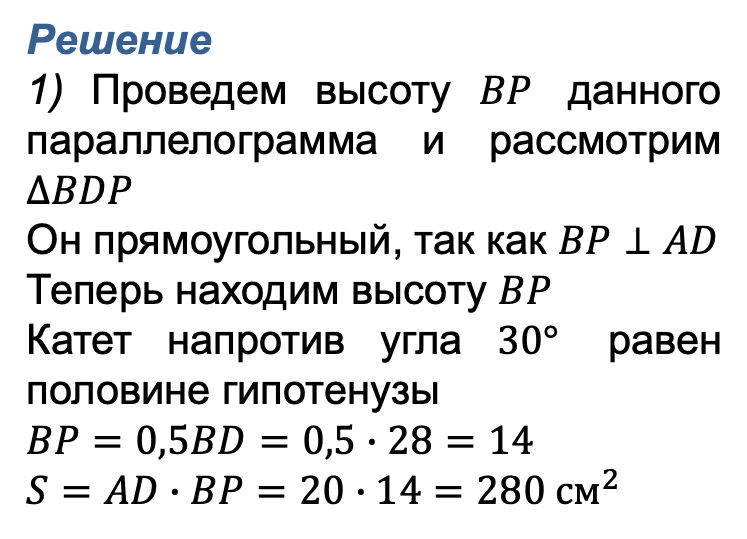 Решение
1) Проведем высоту BP данного
параллелограмма и рассмотрим
ΔBDP
Он прямоугольный, так как BP ⊥ AD
Теперь находим высоту BP
Катет напротив угла 30° равен
половине гипотенузы
BP = 0,5BD = 0,5 · 28 = 14
S = AD · BP = 20 · 14 = 280 см²